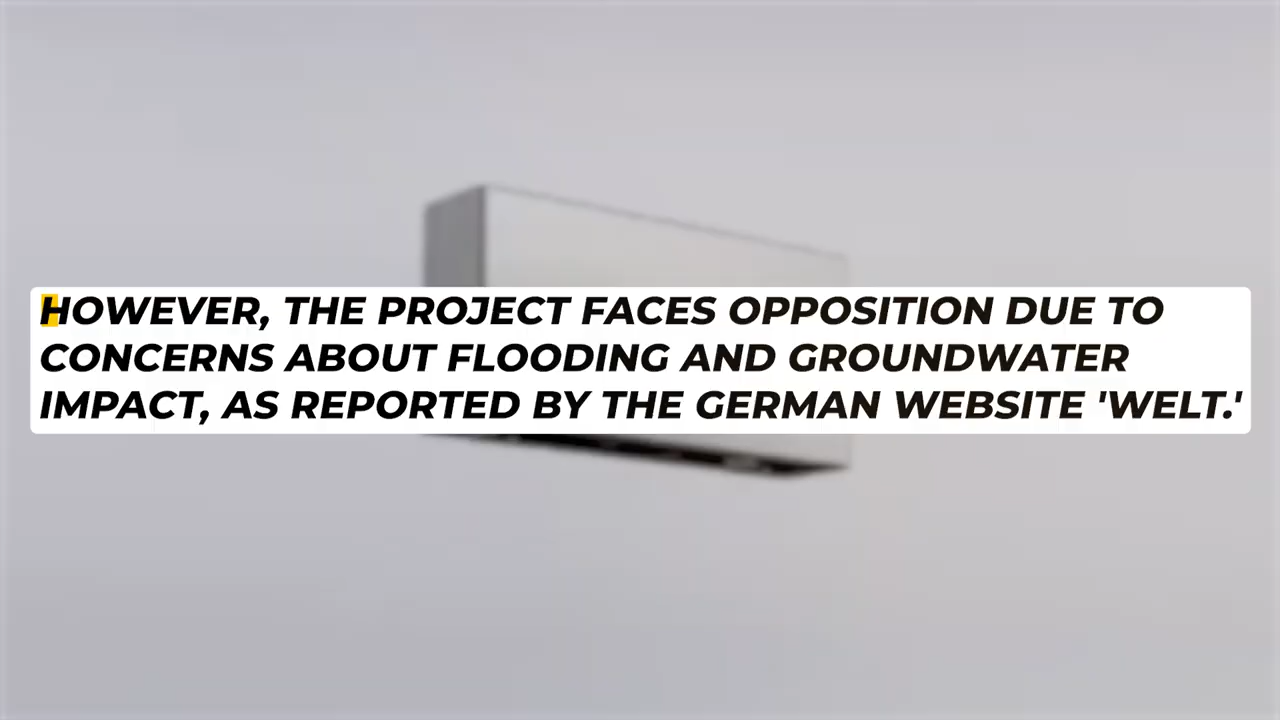 HOWEVER, THE PROJECT FACES OPPOSITION DUE TO
CONCERNS ABOUT FLOODING AND GROUNDWATER
IMPACT, AS REPORTED BY THE GERMAN WEBSITE 'WELT.'